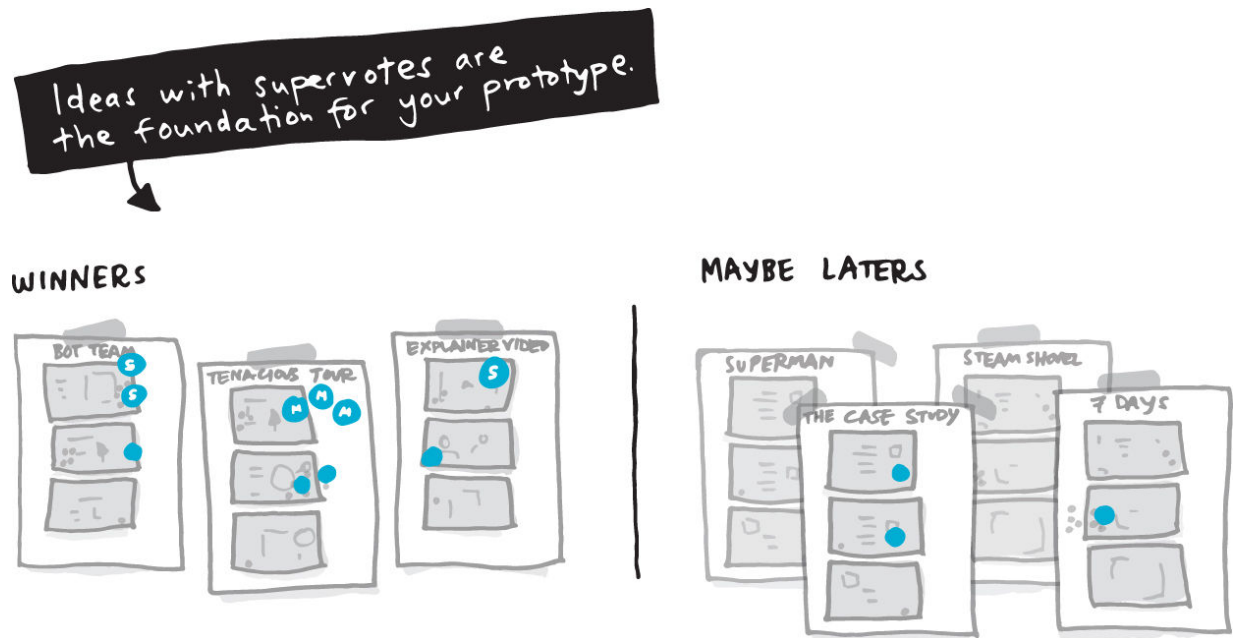 Ideas with supervotes are
the foundation for your prototype.
WINNERS
BOT TEAM
S
S
TENACIOUS TOUR
M
M
M
EXPLAINER VIDEO
S
MAYBE LATERS
SUPERMAN
THE CASE STUDY
STEAM SHOVEL
7 DAYS